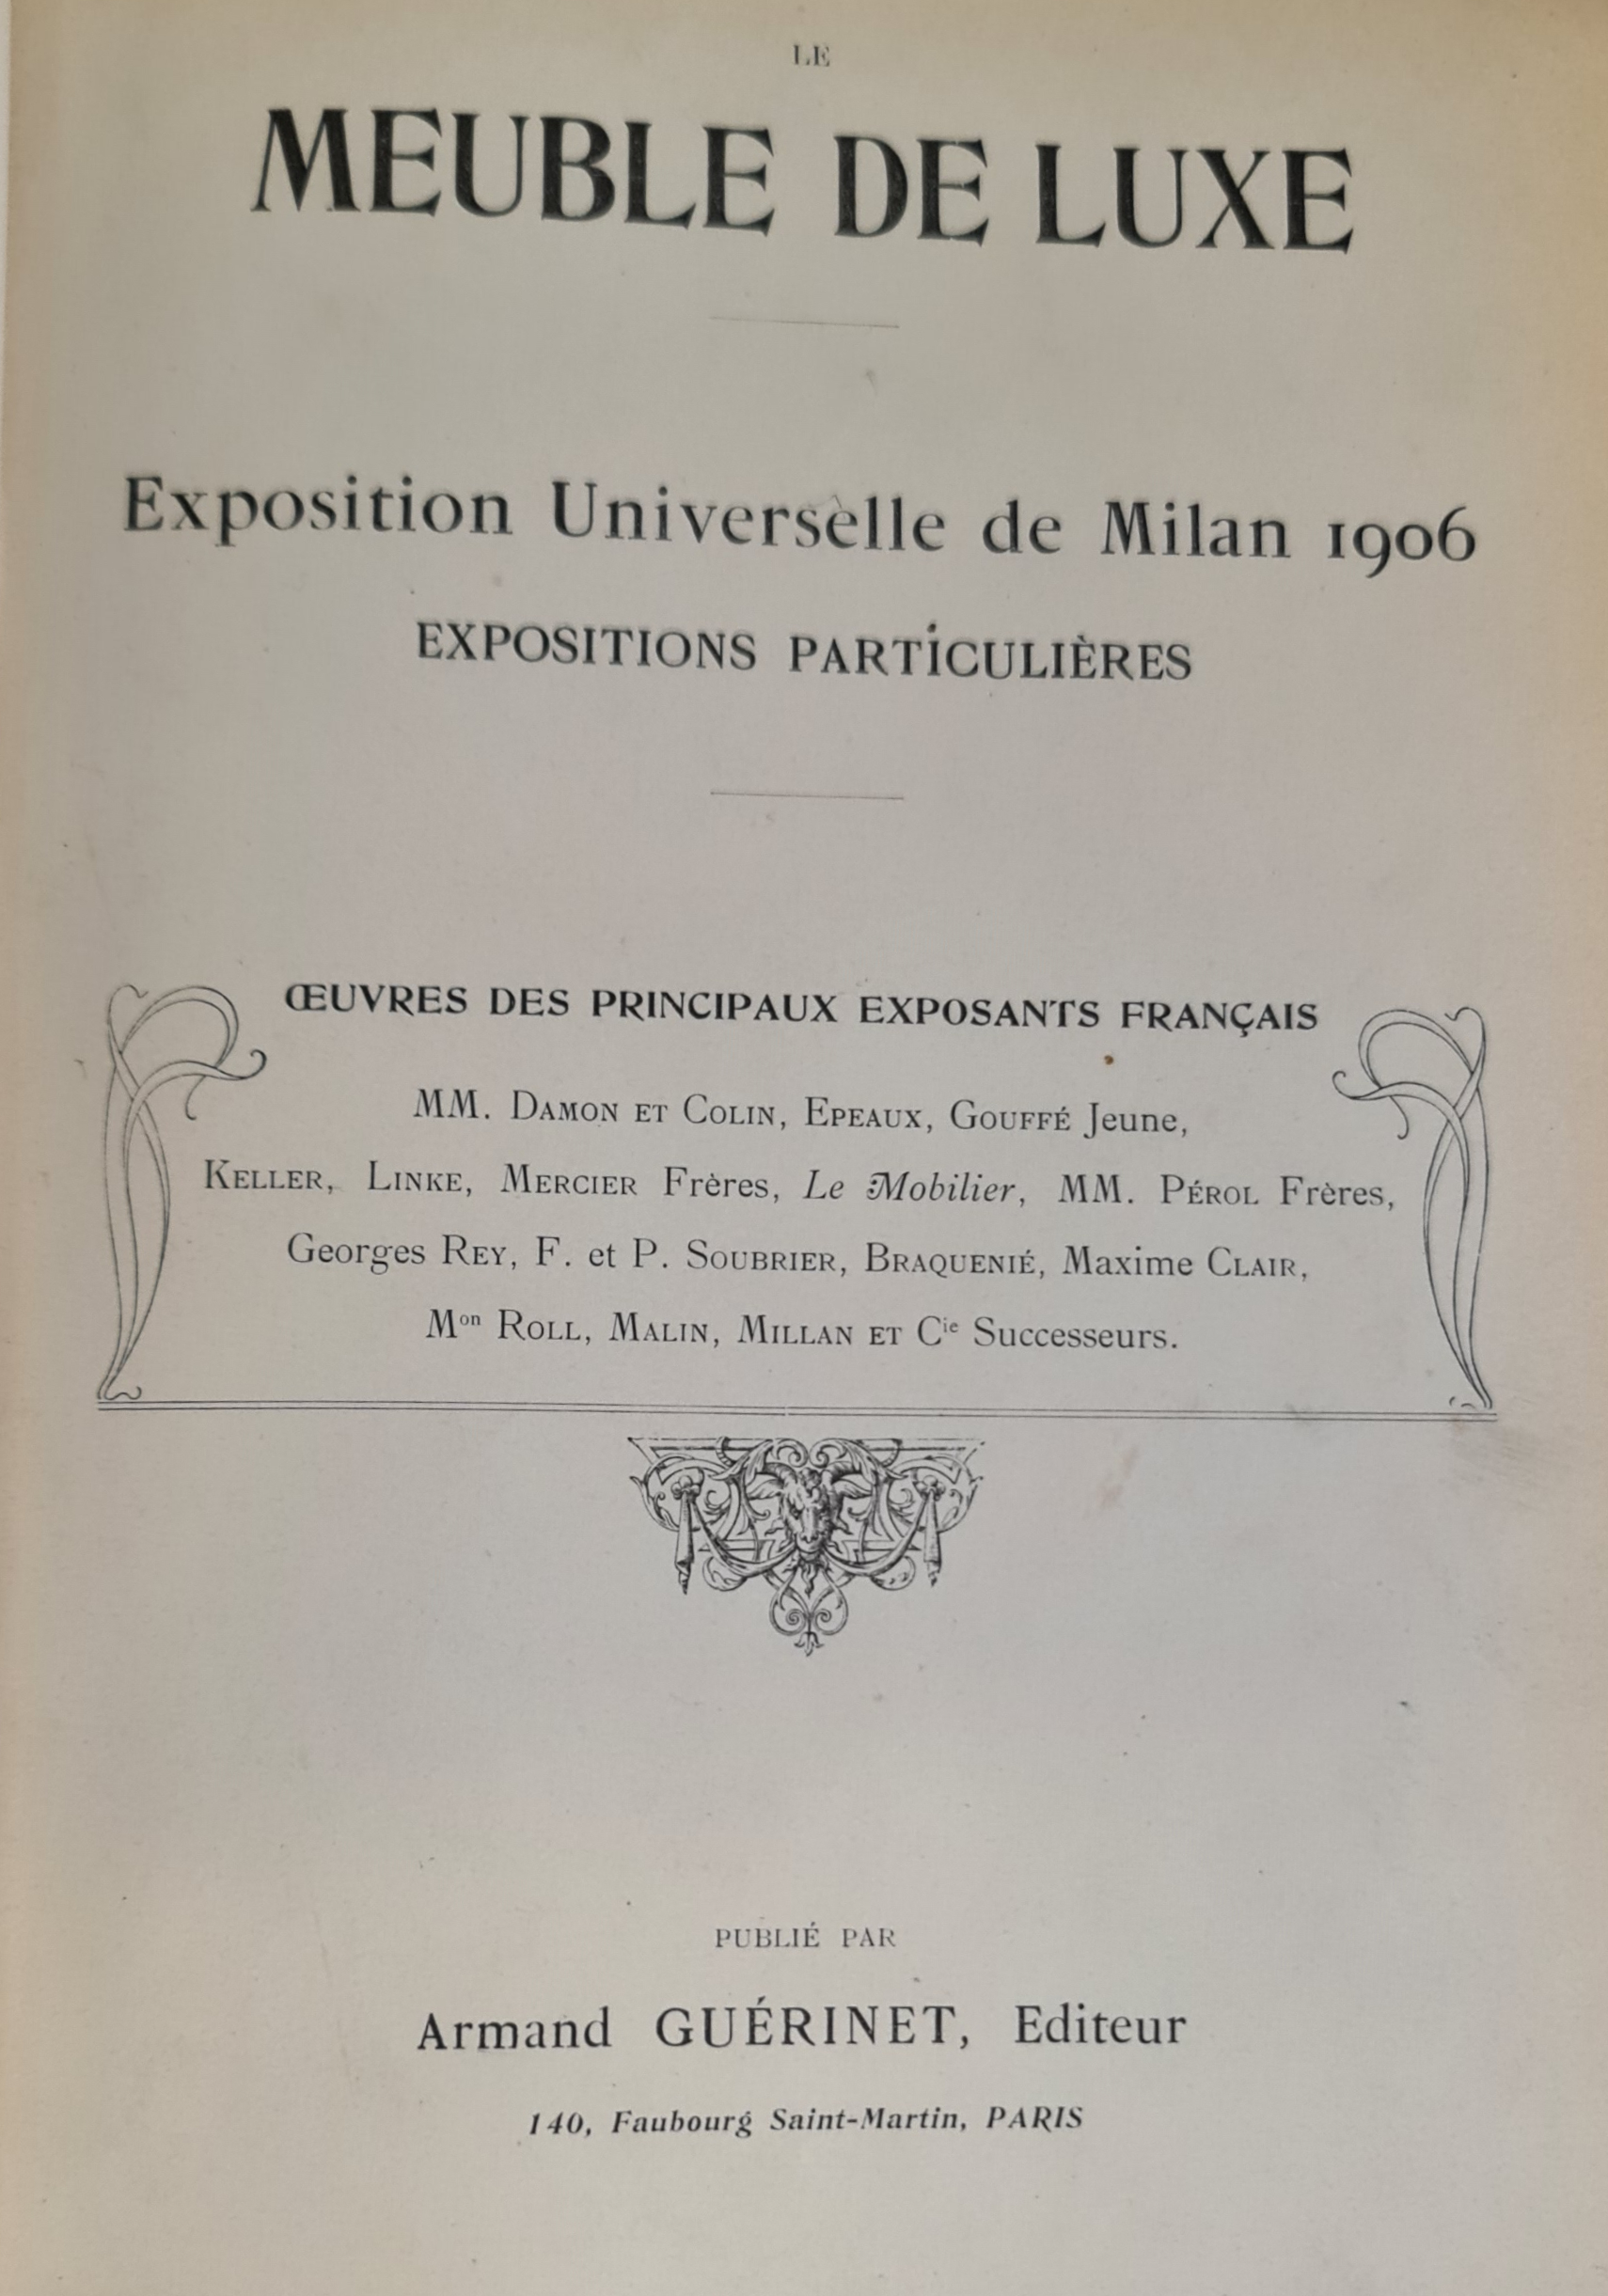 LE
MEUBLE DE LUXE
Exposition Universelle de Milan 1906
EXPOSITIONS PARTICULIÈRES
ŒUVRES DES PRINCIPAUX EXPOSANTS FRANÇAIS
MM. DAMON ET COLIN, EPEAUX, GOUFFÉ Jeune,
KELLER, LINKE, MERCIER Frères, Le Mobilier, MM. PÉROL Frères,
Georges REY, F. et P. SOUBRIER, BRAQUENIÉ, Maxime CLAIR,
Mon ROLL, MALIN, MILLAN ET Cie Successeurs.
PUBLIÉ PAR
Armand GUÉRINET, Editeur
140, Faubourg Saint-Martin, PARIS